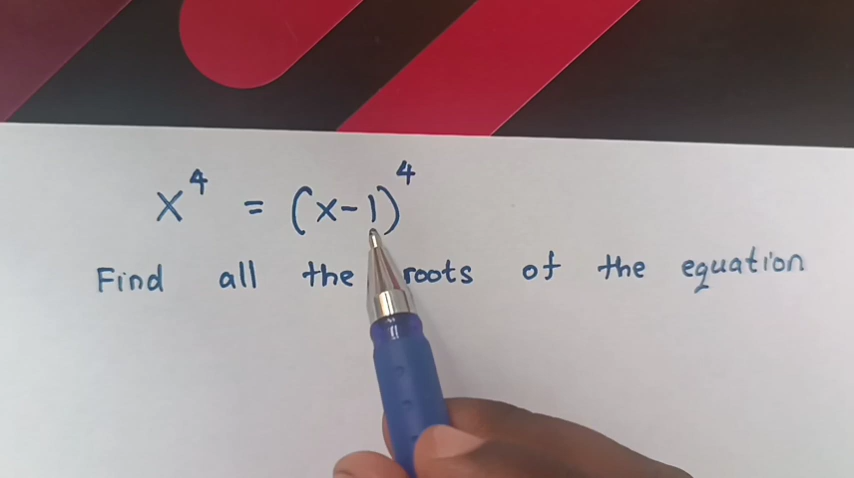 x⁴ = (x-1)⁴
Find all the roots of the equation